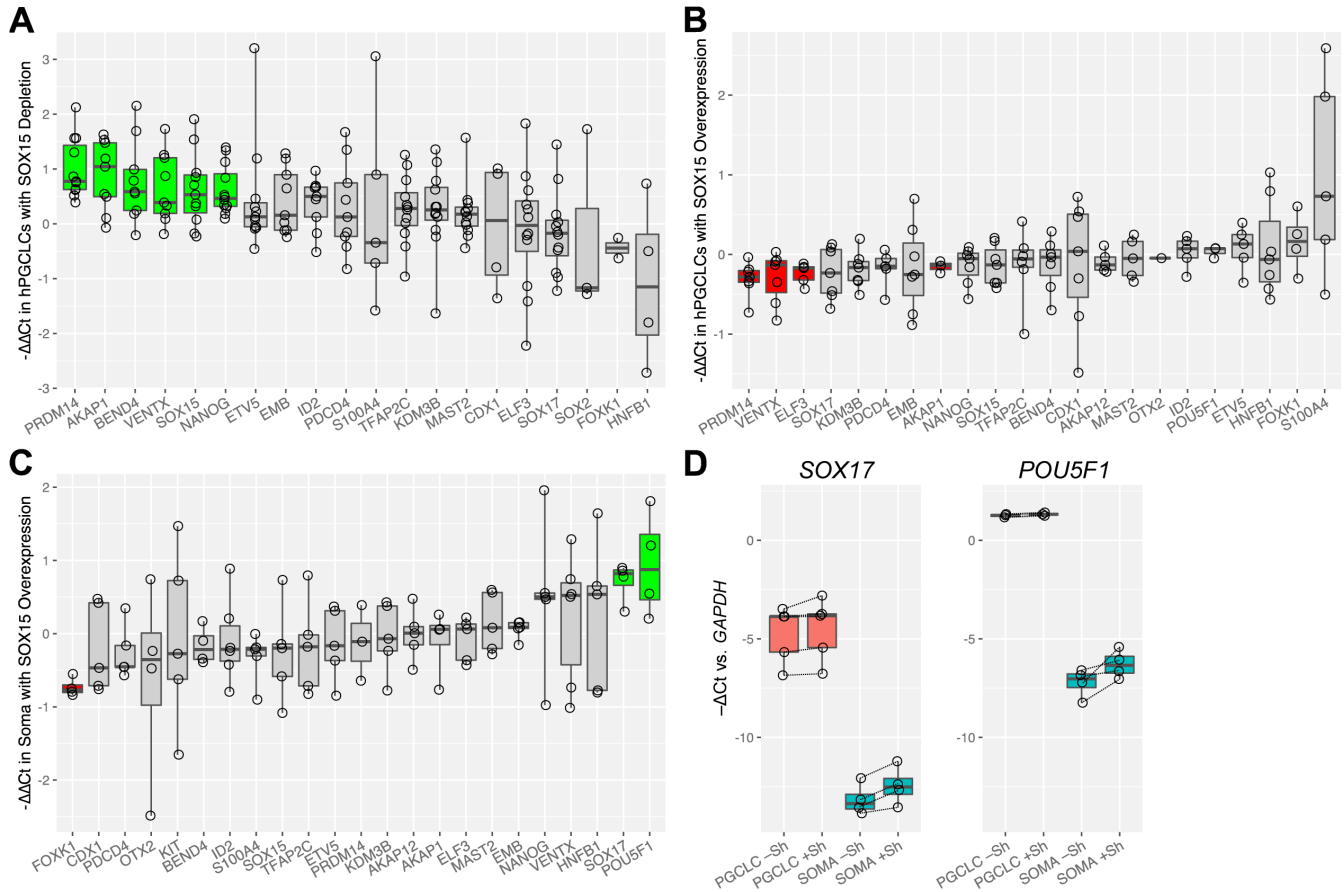 A
-ΔΔCt in hPGCLCs with SOX15 Depletion
3
2
1
0
-1
-2
-3
PRDM14
AKAP1
BEND4
VENTX
SOX15
NANOG
ETV5
EMB
ID2
PDCD4
S100A4
TFAP2C
KDM3B
MAST2
CDX1
ELF3
SOX17
SOX2
FOXK1
HNFB1
B
-ΔΔCt in hPGCLCs with SOX15 Overexpression
2
1
0
-1
PRDM14
VENTX
ELF3
SOX17
KDM3B
PDCD4
EMB
AKAP1
NANOG
SOX15
TFAP2C
BEND4
CDX1
AKAP12
MAST2
OTX2
ID2
POU5F1
ETV5
HNFB1
FOXK1
S100A4
C
-ΔΔCt in Soma with SOX15 Overexpression
2
1
0
-1
-2
FOXK1
CDX1
PDCD4
OTX2
KIT
BEND4
ID2
S100A4
SOX15
TFAP2C
ETV5
PRDM14
KDM3B
AKAP12
AKAP1
ELF3
MAST2
EMB
NANOG
VENTX
HNFB1
SOX17
POU5F1
D
SOX17
POU5F1
−ΔCt vs. GAPDH
0
-5
-10
PGCLC −Sh
PGCLC +Sh
SOMA −Sh
SOMA +Sh
0
-5
-10
PGCLC −Sh
PGCLC +Sh
SOMA −Sh
SOMA +Sh